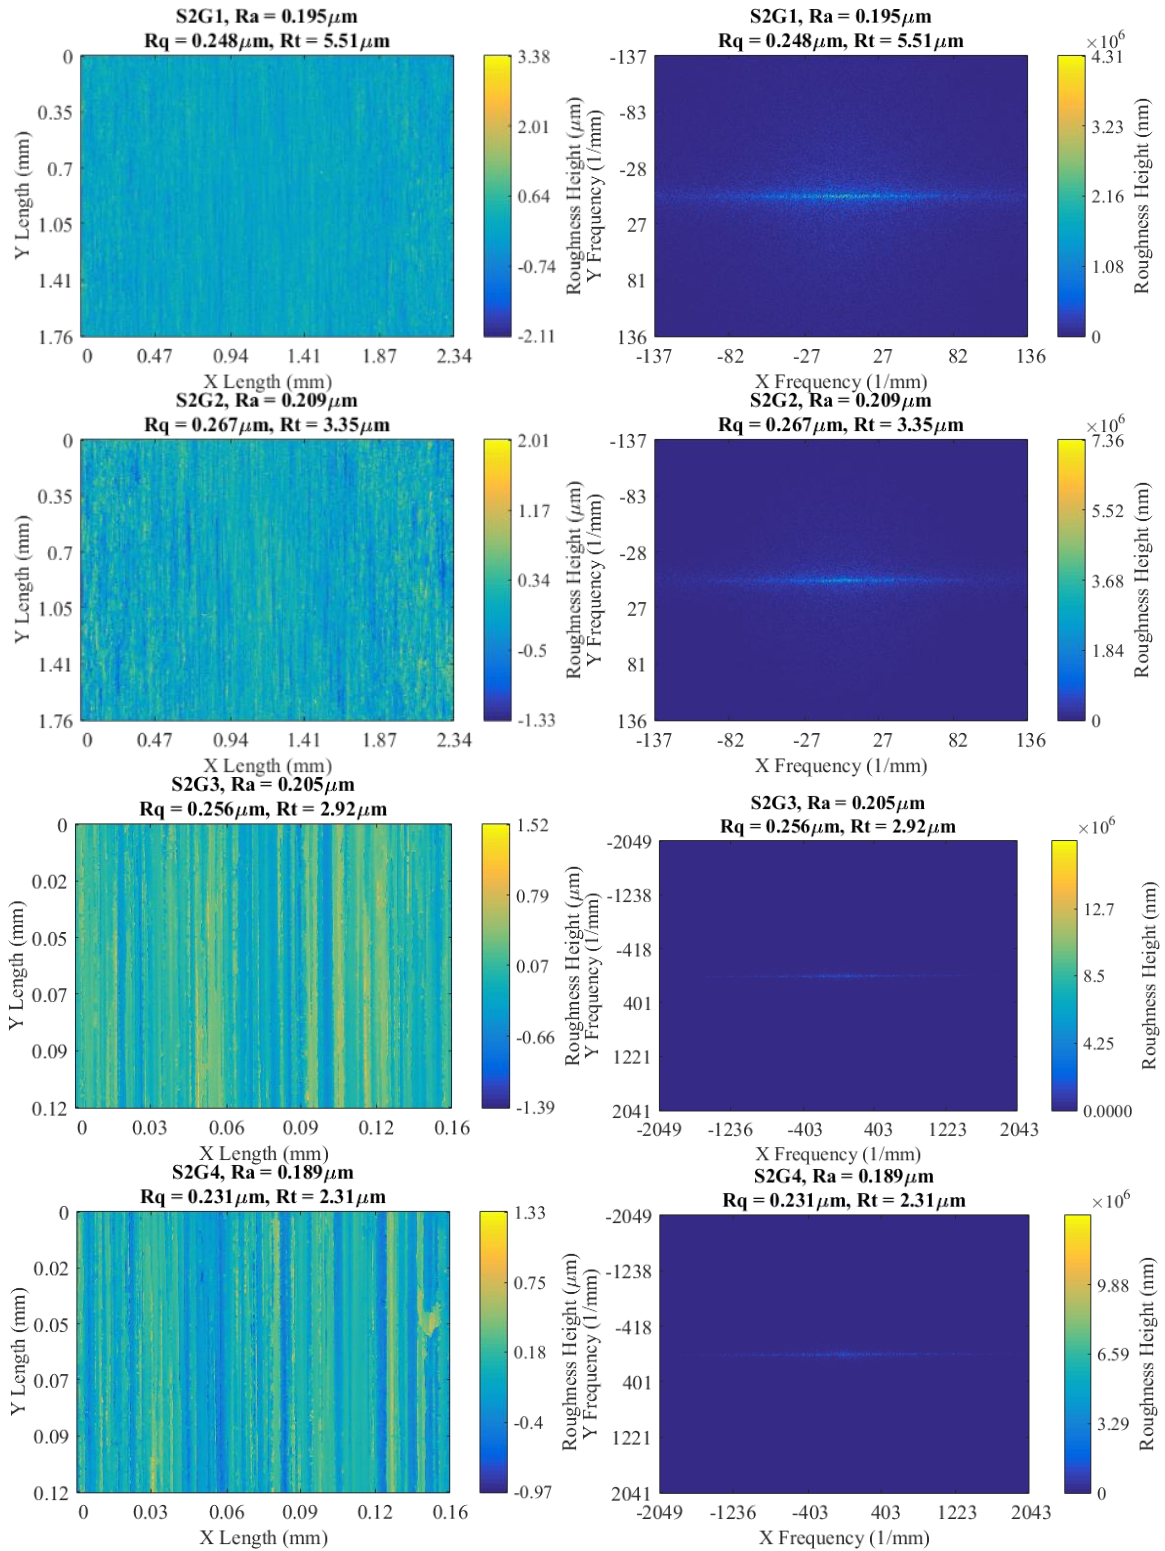 S2G1, Ra = 0.195μm
Rq = 0.248μm, Rt = 5.51μm
0
0.35
0.7
1.05
1.41
1.76
Y Length (mm)
0 0.47 0.94 1.41 1.87 2.34
X Length (mm)
3.38
2.01
0.64
-0.74
-2.11
Roughness Height (μm)
S2G1, Ra = 0.195μm
Rq = 0.248μm, Rt = 5.51μm
-137
-83
-28
27
81
136
Y Frequency (1/mm)
-137 -82 -27 27 82 136
X Frequency (1/mm)
×10⁶
4.31
3.23
2.16
1.08
0
Roughness Height (nm)
S2G2, Ra = 0.209μm
Rq = 0.267μm, Rt = 3.35μm
0
0.35
0.7
1.05
1.41
1.76
Y Length (mm)
0 0.47 0.94 1.41 1.87 2.34
X Length (mm)
2.01
1.17
0.34
-0.5
-1.33
Roughness Height (μm)
S2G2, Ra = 0.209μm
Rq = 0.267μm, Rt = 3.35μm
-137
-83
-28
27
81
136
Y Frequency (1/mm)
-137 -82 -27 27 82 136
X Frequency (1/mm)
×10⁶
7.36
5.52
3.68
1.84
0
Roughness Height (nm)
S2G3, Ra = 0.205μm
Rq = 0.256μm, Rt = 2.92μm
0
0.02
0.05
0.07
0.09
0.12
Y Length (mm)
0 0.03 0.06 0.09 0.12 0.16
X Length (mm)
1.52
0.79
0.07
-0.66
-1.39
Roughness Height (μm)
S2G3, Ra = 0.205μm
Rq = 0.256μm, Rt = 2.92μm
-2049
-1238
-418
401
1221
2041
Y Frequency (1/mm)
-2049 -1236 -403 403 1223 2043
X Frequency (1/mm)
×10⁶
12.7
8.5
4.25
0.0000
Roughness Height (nm)
S2G4, Ra = 0.189μm
Rq = 0.231μm, Rt = 2.31μm
0
0.02
0.05
0.07
0.09
0.12
Y Length (mm)
0 0.03 0.06 0.09 0.12 0.16
X Length (mm)
1.33
0.75
0.18
-0.4
-0.97
Roughness Height (μm)
S2G4, Ra = 0.189μm
Rq = 0.231μm, Rt = 2.31μm
-2049
-1238
-418
401
1221
2041
Y Frequency (1/mm)
-2049 -1236 -403 403 1223 2043
X Frequency (1/mm)
×10⁶
9.88
6.59
3.29
0
Roughness Height (nm)